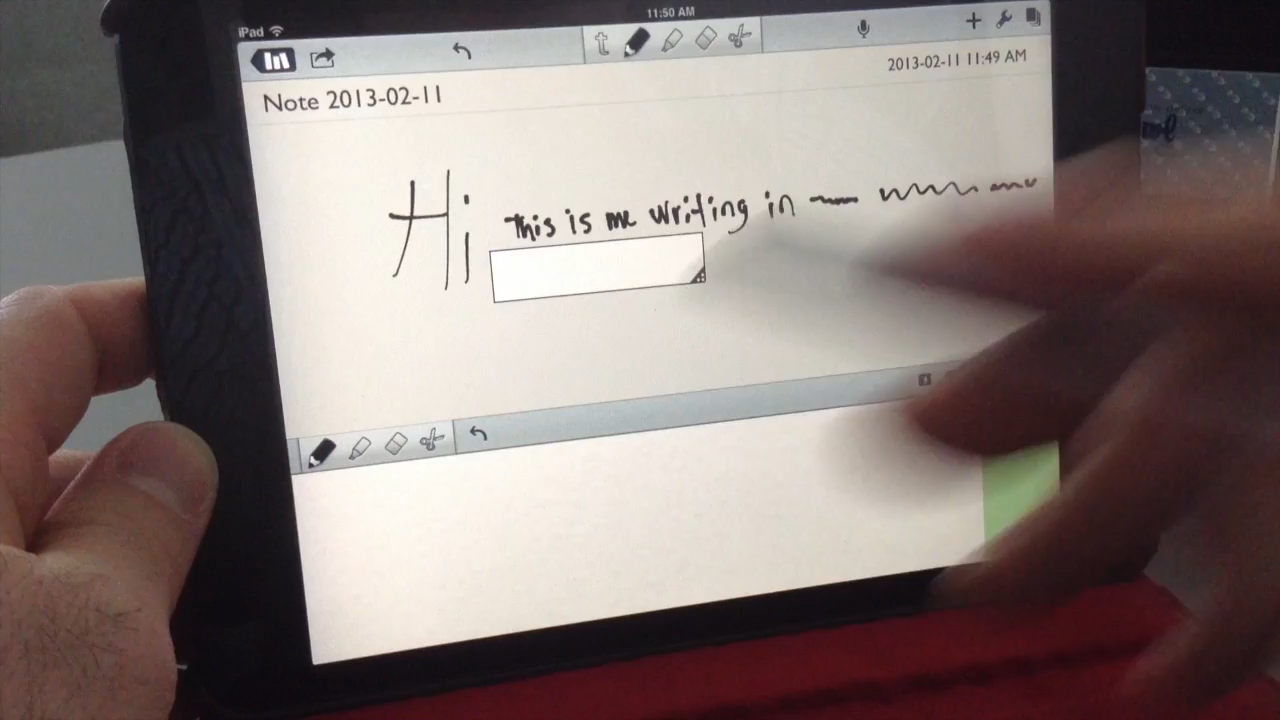 11:50 AM
iPad
2013-02-11 11:49 AM
Note 2013-02-11
Hi This is me writing in